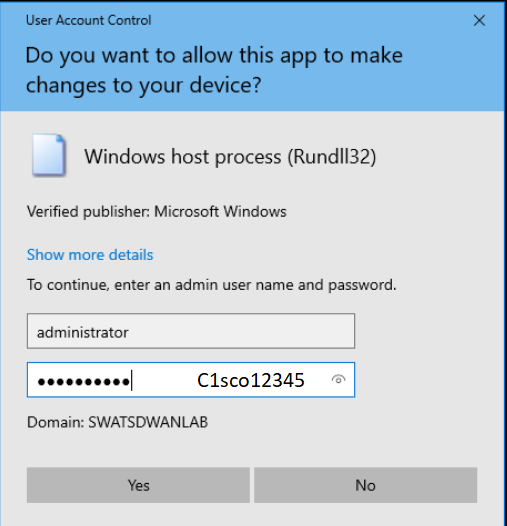 User Account Control
Do you want to allow this app to make
changes to your device?
Windows host process (Rundll32)
Verified publisher: Microsoft Windows
Show more details
To continue, enter an admin user name and password.
administrator
●●●●●●●●●● C1sco12345
Domain: SWATSDWANLAB
Yes No